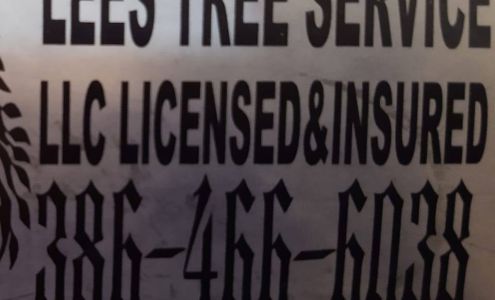 LEES TREE SERVICE
LLC LICENSED&INSURED
386-466-6038